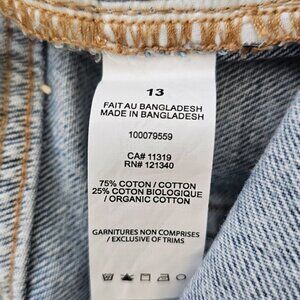 13
FAIT AU BANGLADESH
MADE IN BANGLADESH
100079559
CA# 11319
RN# 121340
75% COTON / COTTON
25% COTON BIOLOGIQUE
/ ORGANIC COTTON
GARNITURES NON COMPRISES
/ EXCLUSIVE OF TRIMS